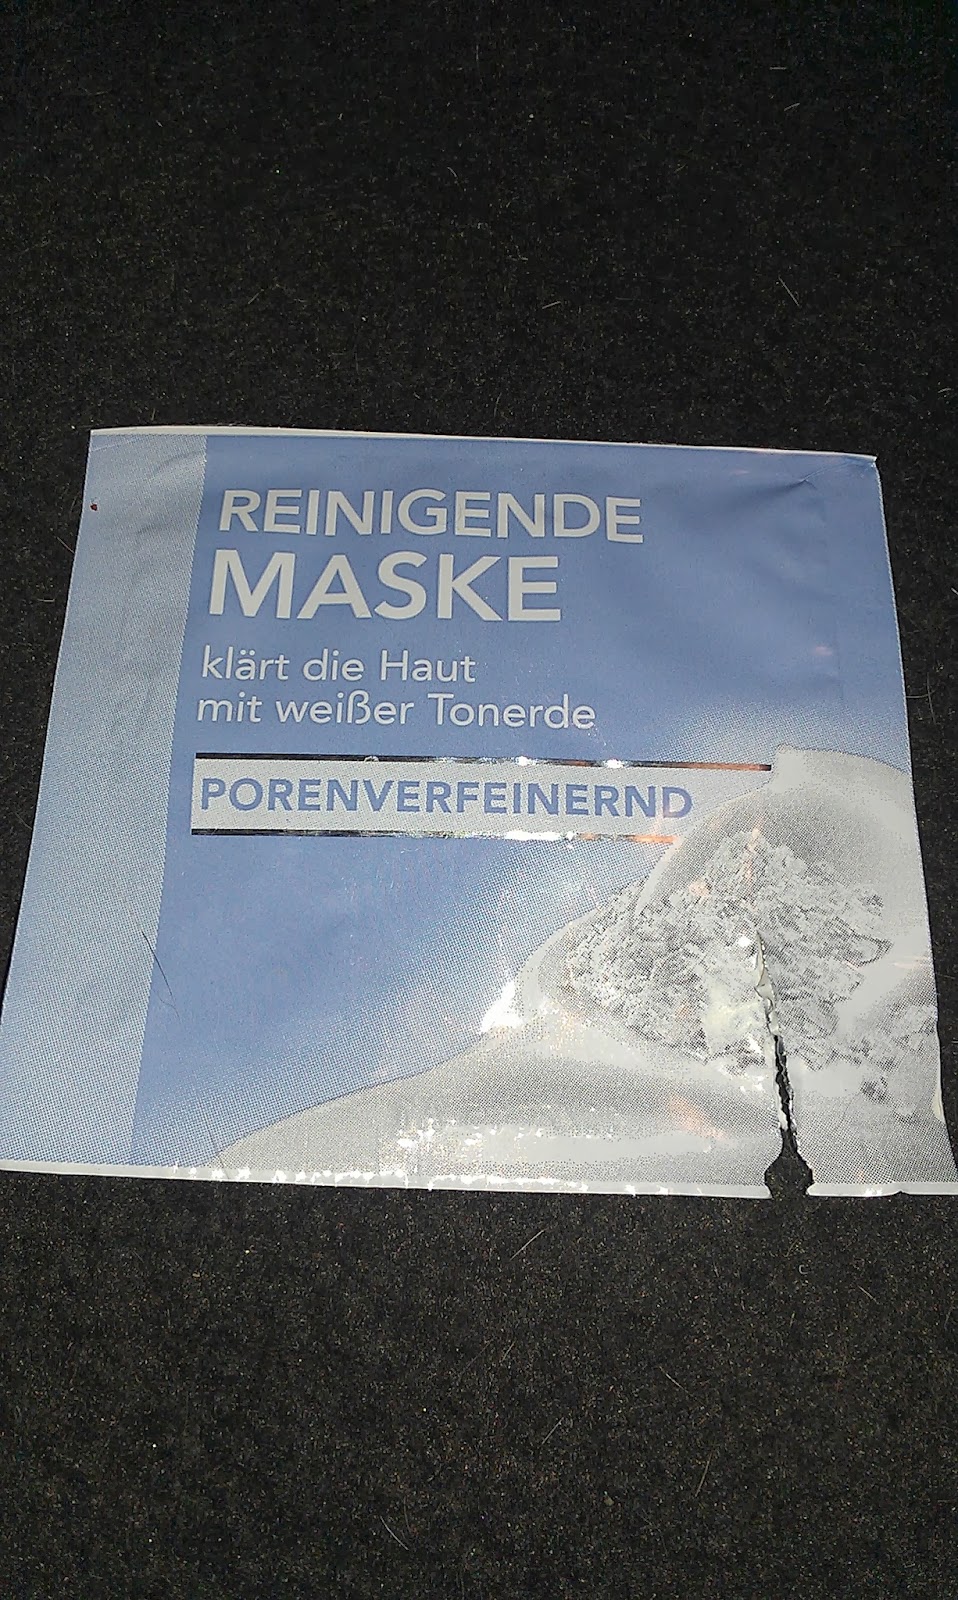 REINIGENDE
MASKE
klärt die Haut
mit weißer Tonerde
PORENVERFEINERND